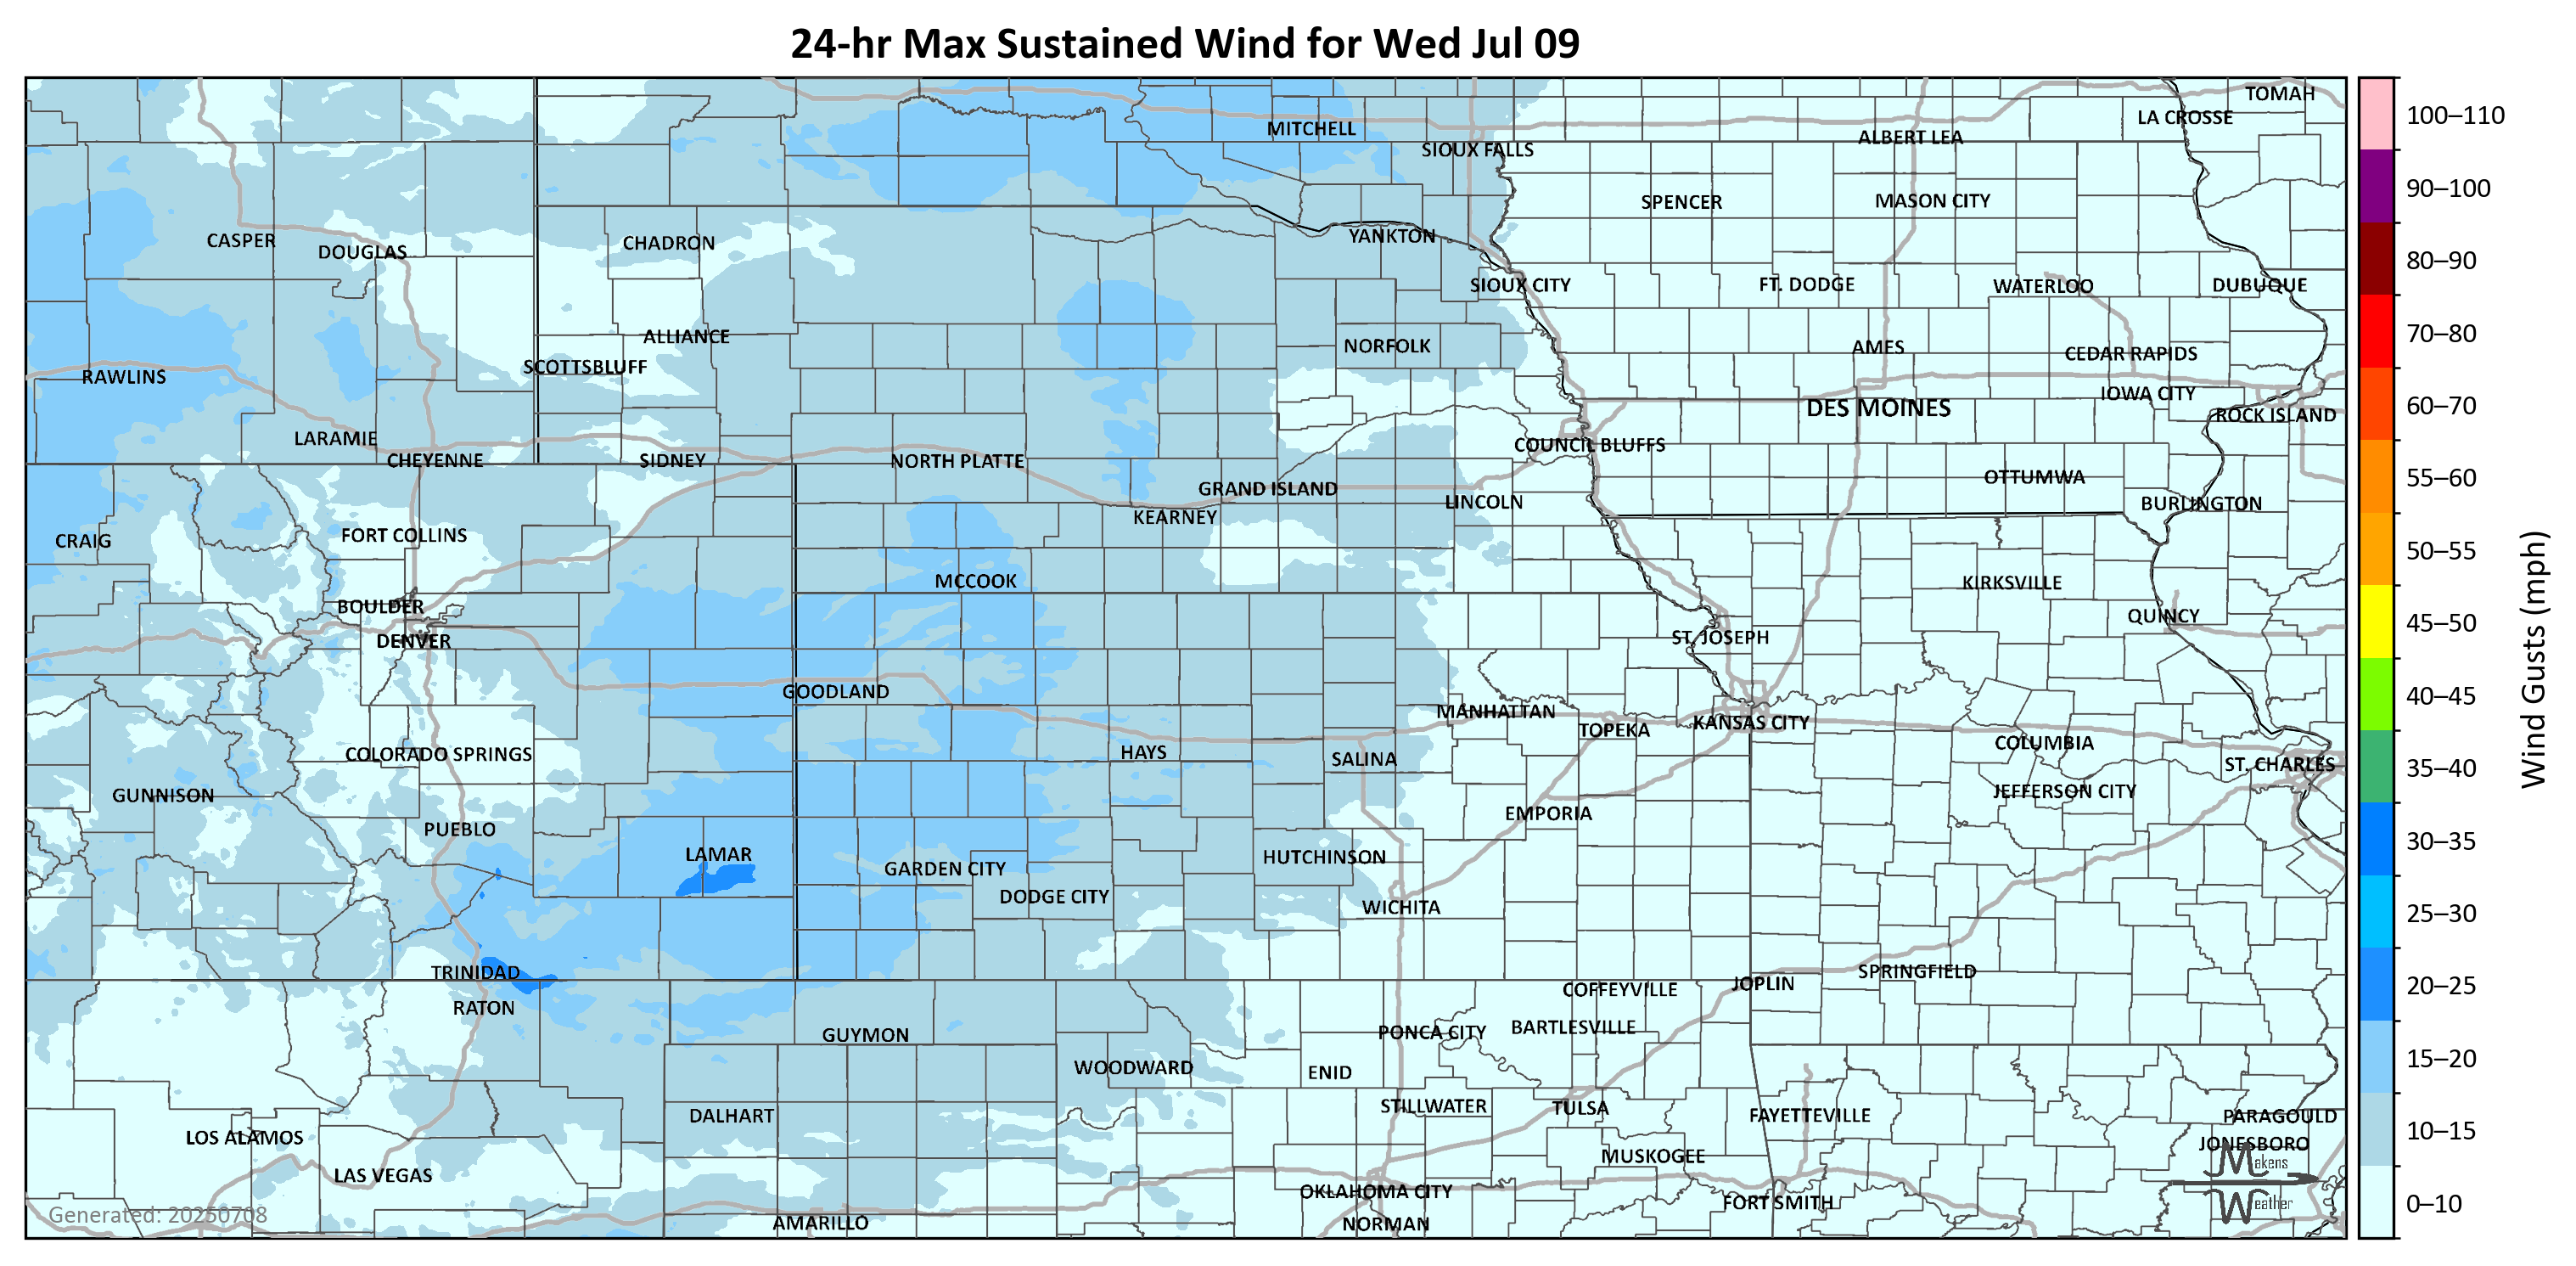 24-hr Max Sustained Wind for Wed Jul 09
TOMAH
LA CROSSE
MITCHELL
ALBERT LEA
SIOUX FALLS
SPENCER
MASON CITY
CASPER
DOUGLAS
CHADRON
YANKTON
SIOUX CITY
FT. DODGE
WATERLOO
DUBUQUE
ALLIANCE
NORFOLK
AMES
CEDAR RAPIDS
SCOTTSBLUFF
RAWLINS
IOWA CITY
DES MOINES
ROCK ISLAND
LARAMIE
COUNCIL BLUFFS
CHEYENNE
SIDNEY
NORTH PLATTE
OTTUMWA
GRAND ISLAND
LINCOLN
BURLINGTON
KEARNEY
CRAIG
FORT COLLINS
MCCOOK
KIRKSVILLE
BOULDER
QUINCY
DENVER
ST. JOSEPH
GOODLAND
MANHATTAN
TOPEKA
KANSAS CITY
COLORADO SPRINGS
HAYS
SALINA
COLUMBIA
ST. CHARLES
GUNNISON
JEFFERSON CITY
EMPORIA
PUEBLO
LAMAR
HUTCHINSON
GARDEN CITY
DODGE CITY
WICHITA
TRINIDAD
SPRINGFIELD
JOPLIN
COFFEYVILLE
RATON
GUYMON
PONCA CITY
BARTLESVILLE
WOODWARD
ENID
DALHART
STILLWATER
TULSA
FAYETTEVILLE
PARAGOULD
LOS ALAMOS
JONESBORO
LAS VEGAS
MUSKOGEE
OKLAHOMA CITY
FORT SMITH
AMARILLO
NORMAN
Makens
Weather
Generated: 20250708
100–110
90–100
80–90
70–80
60–70
55–60
50–55
45–50
40–45
35–40
30–35
25–30
20–25
15–20
10–15
0–10
Wind Gusts (mph)